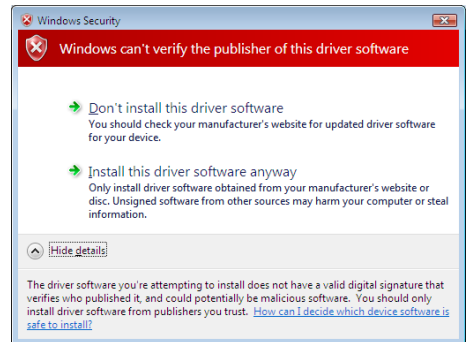 Windows Security
Windows can't verify the publisher of this driver software
Don't install this driver software
You should check your manufacturer's website for updated driver software
for your device.
Install this driver software anyway
Only install driver software obtained from your manufacturer's website or
disc. Unsigned software from other sources may harm your computer or steal
information.
Hide details
The driver software you're attempting to install does not have a valid digital signature that
verifies who published it, and could potentially be malicious software. You should only
install driver software from publishers you trust. How can I decide which device software is
safe to install?